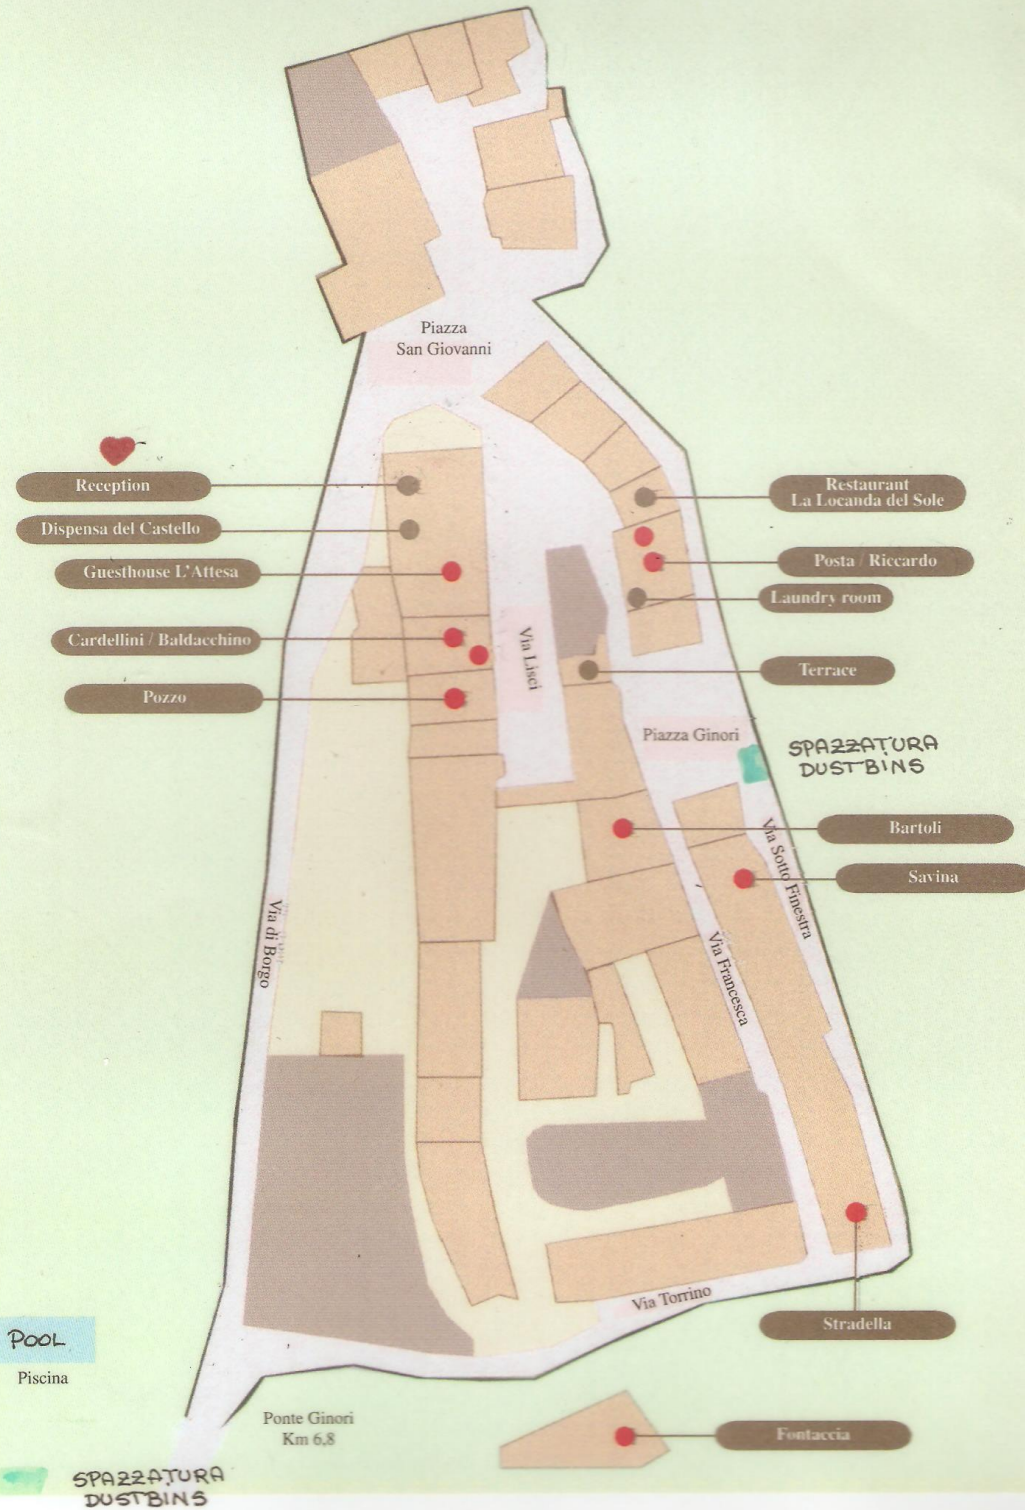 Piazza
San Giovanni
Reception
Dispensa del Castello
Guesthouse L'Attesa
Cardellini / Baldacchino
Pozzo
Restaurant
La Locanda del Sole
Posta / Riccardo
Laundry room
Terrace
Via Lisci
Piazza Ginori
SPAZZATURA
DUSTBINS
Bartoli
Savina
Via Sotto Finestra
Via Francesca
Via di Borgo
Via Torrino
Stradella
POOL
Piscina
Ponte Ginori
Km 6,8
Fontaccia
SPAZZATURA
DUSTBINS